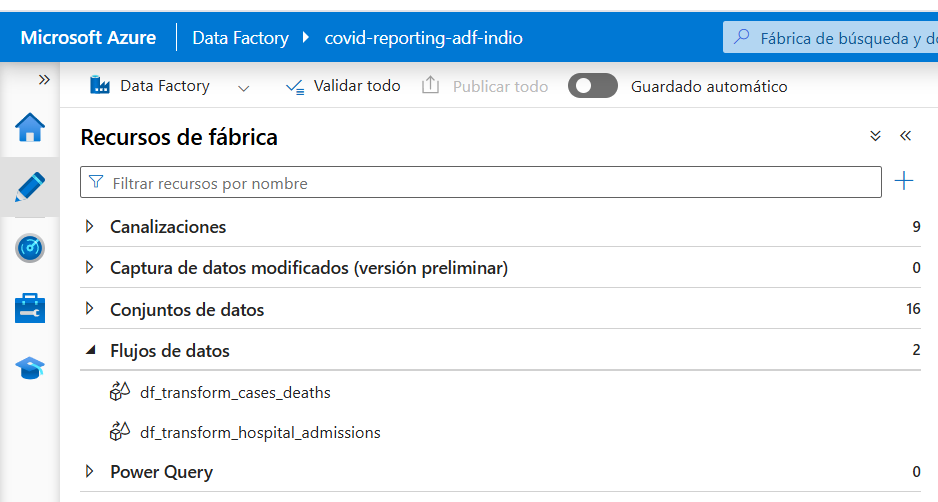 Microsoft Azure Data Factory covid-reporting-adf-indio Fábrica de búsqueda y
Data Factory Validar todo Publicar todo Guardado automático
Recursos de fábrica
Filtrar recursos por nombre
Canalizaciones 9
Captura de datos modificados (versión preliminar) 0
Conjuntos de datos 16
Flujos de datos 2
df_transform_cases_deaths
df_transform_hospital_admissions
Power Query 0